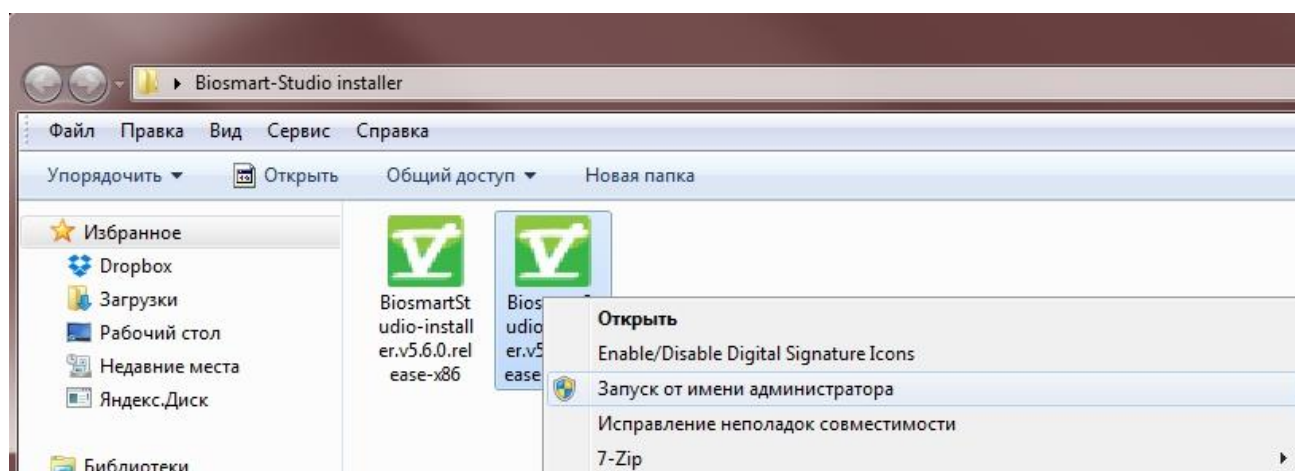 Biosmart-Studio installer
Файл Правка Вид Сервис Справка
Упорядочить Открыть Общий доступ Новая папка
Избранное
Dropbox
Загрузки
Рабочий стол
Недавние места
Яндекс.Диск
Библиотеки
BiosmartSt
udio-install
er.v5.6.0.rel
ease-x86
Bios
udio
er.v5
ease
Открыть
Enable/Disable Digital Signature Icons
Запуск от имени администратора
Исправление неполадок совместимости
7-Zip